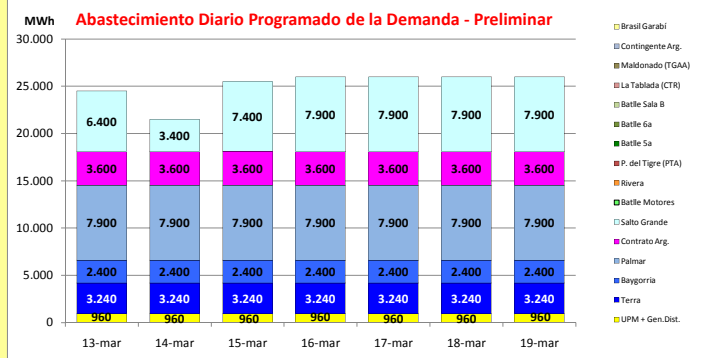 MWh
Abastecimiento Diario Programado de la Demanda - Preliminar
30.000
25.000
20.000
15.000
10.000
5.000
0
6.400
3.400
7.400
7.900
7.900
7.900
7.900
3.600
3.600
3.600
3.600
3.600
3.600
3.600
7.900
7.900
7.900
7.900
7.900
7.900
7.900
2.400
2.400
2.400
2.400
2.400
2.400
2.400
3.240
3.240
3.240
3.240
3.240
3.240
3.240
960
960
960
960
960
960
960
13-mar
14-mar
15-mar
16-mar
17-mar
18-mar
19-mar
Brasil Garabí
Contingente Arg.
Maldonado (TGAA)
La Tablada (CTR)
Batlle Sala B
Batlle 6a
Batlle 5a
P. del Tigre (PTA)
Rivera
Batlle Motores
Salto Grande
Contrato Arg.
Palmar
Baygorria
Terra
UPM + Gen.Dist.